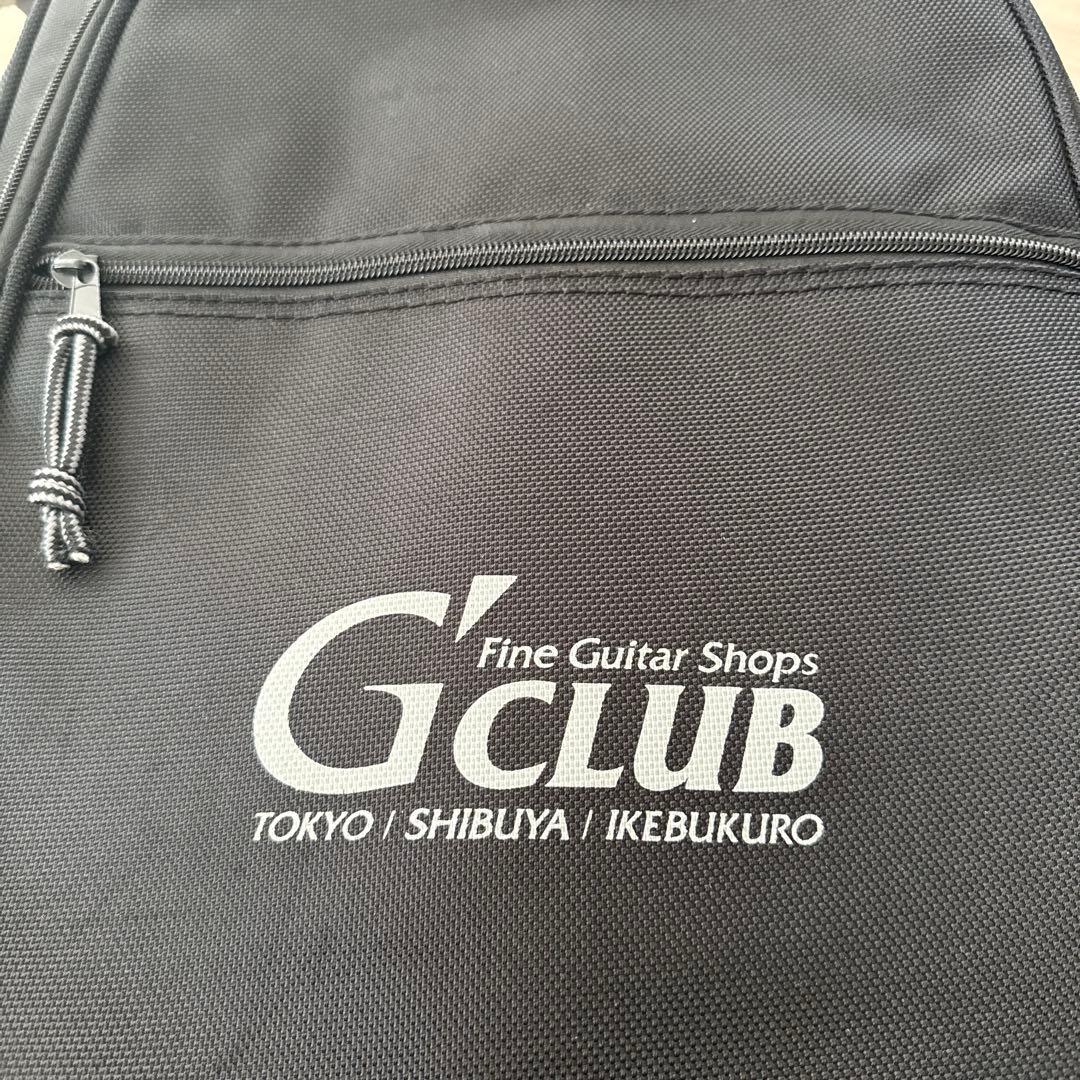 Fine Guitar Shops
G'CLUB
TOKYO / SHIBUYA / IKEBUKURO